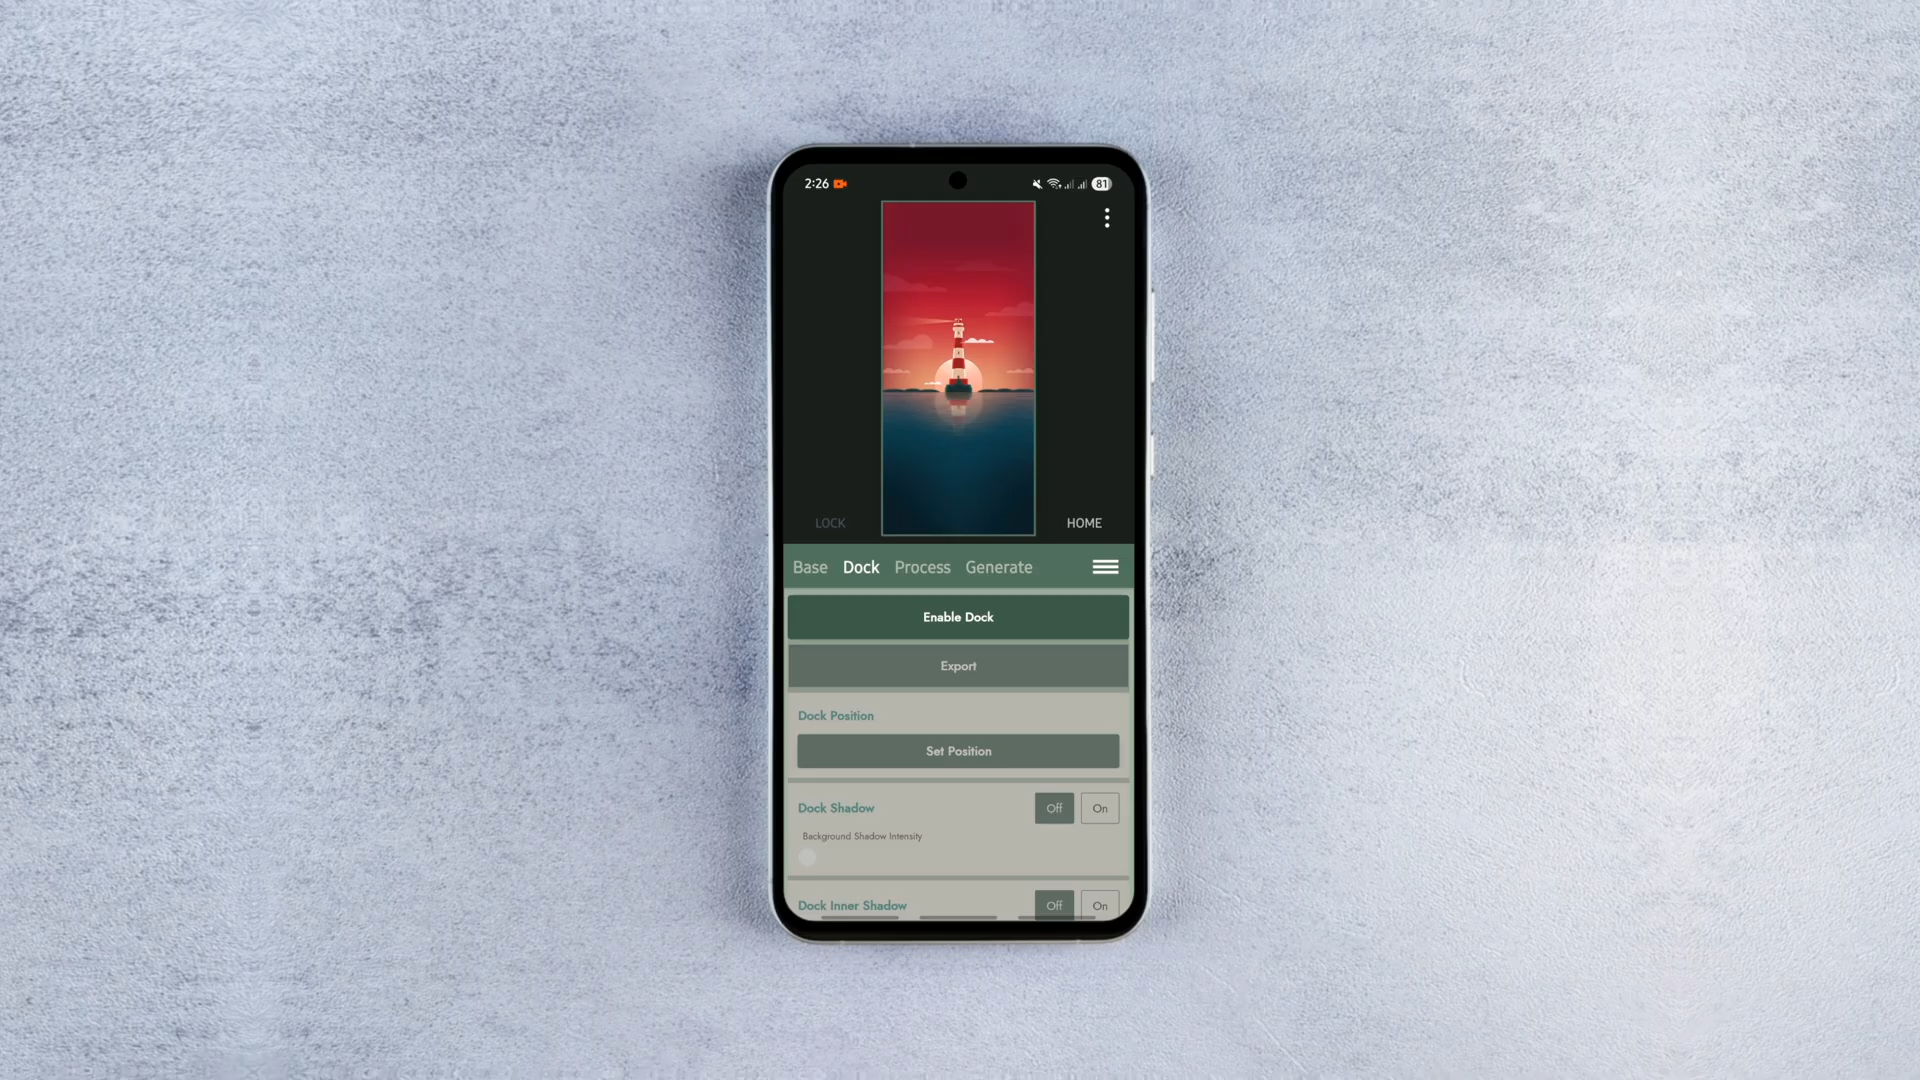 2:26
81
LOCK
HOME
Base Dock Process Generate
Enable Dock
Export
Dock Position
Set Position
Dock Shadow Off On
Background Shadow Intensity
Dock Inner Shadow Off On